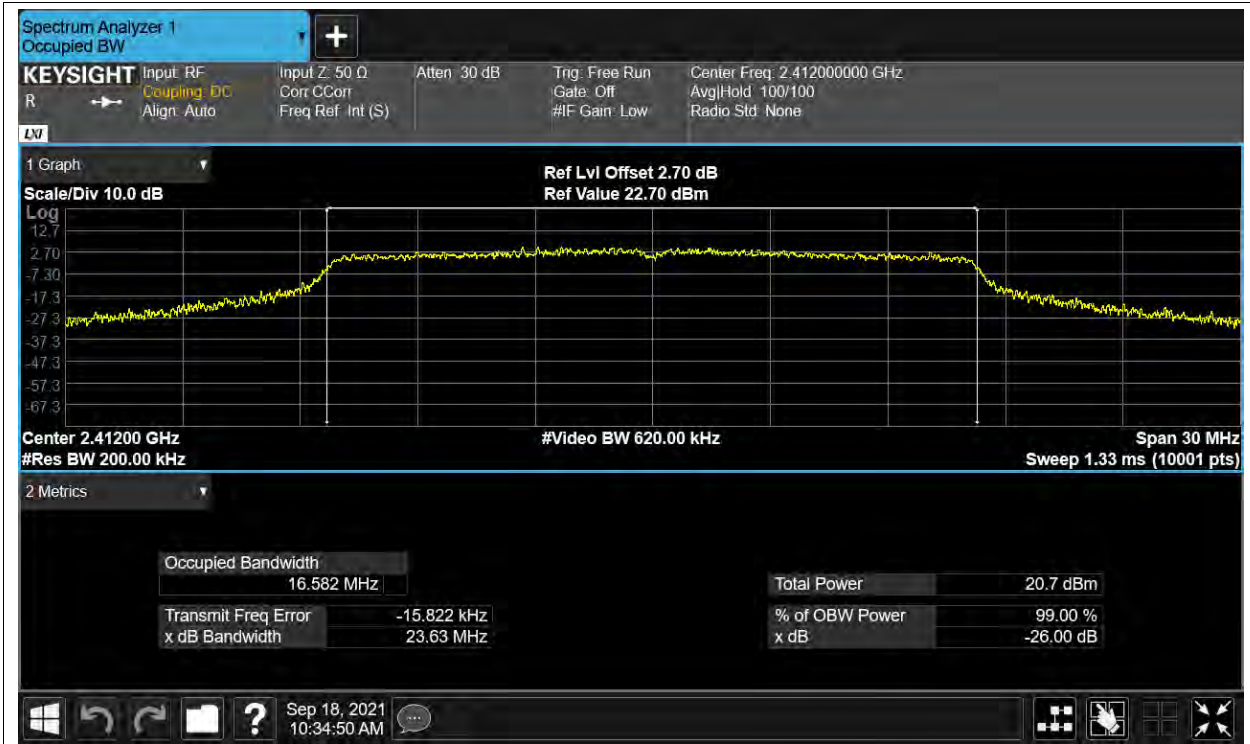 Spectrum Analyzer 1
Occupied BW
KEYSIGHT
R
LXI
Input: RF
Coupling: DC
Align: Auto
Input Z: 50 Ω
Corr CCorr
Freq Ref: Int (S)
Atten: 30 dB
Trig: Free Run
Gate: Off
#IF Gain: Low
Center Freq: 2.412000000 GHz
Avg|Hold: 100/100
Radio Std: None
1 Graph
Scale/Div 10.0 dB
Ref Lvl Offset 2.70 dB
Ref Value 22.70 dBm
Log
12.7
2.70
-7.30
-17.3
-27.3
-37.3
-47.3
-57.3
-67.3
Center 2.41200 GHz
#Video BW 620.00 kHz
Span 30 MHz
#Res BW 200.00 kHz
Sweep 1.33 ms (10001 pts)
2 Metrics
Occupied Bandwidth
16.582 MHz
Transmit Freq Error -15.822 kHz
x dB Bandwidth 23.63 MHz
Total Power 20.7 dBm
% of OBW Power 99.00 %
x dB -26.00 dB
?
Sep 18, 2021
10:34:50 AM